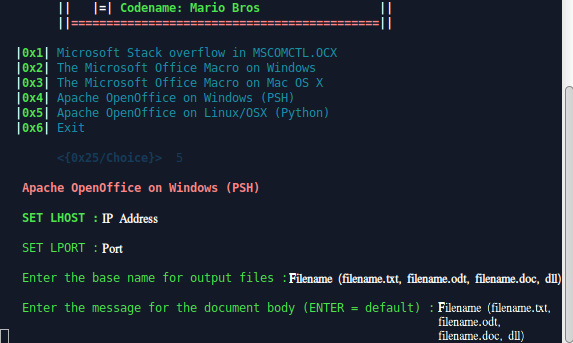 || |=| Codename: Mario Bros ||
||============================================||
|0x1| Microsoft Stack overflow in MSCOMCTL.OCX
|0x2| The Microsoft Office Macro on Windows
|0x3| The Microsoft Office Macro on Mac OS X
|0x4| Apache OpenOffice on Windows (PSH)
|0x5| Apache OpenOffice on Linux/OSX (Python)
|0x6| Exit
<{0x25/Choice}> 5
Apache OpenOffice on Windows (PSH)
SET LHOST : IP Address
SET LPORT : Port
Enter the base name for output files :Filename (filename.txt, filename.odt, filename.doc, dll)
Enter the message for the document body (ENTER = default) : Filename (filename.txt,
filename.odt,
filename.doc, dll)